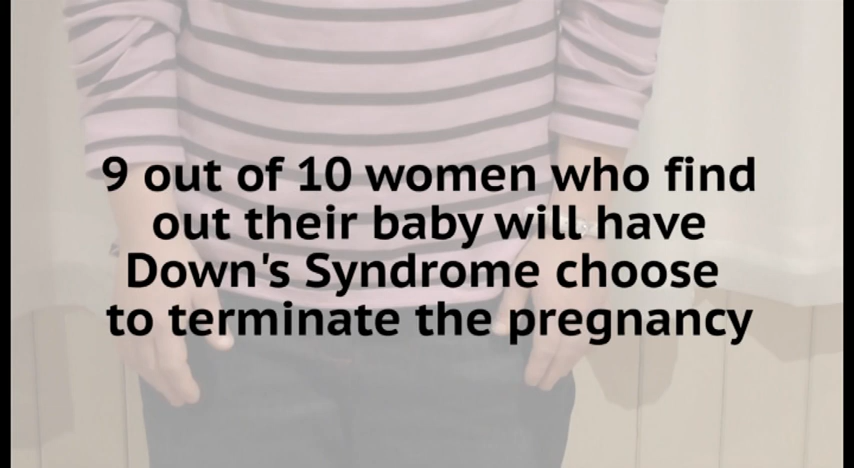 9 out of 10 women who find
out their baby will have
Down's Syndrome choose
to terminate the pregnancy